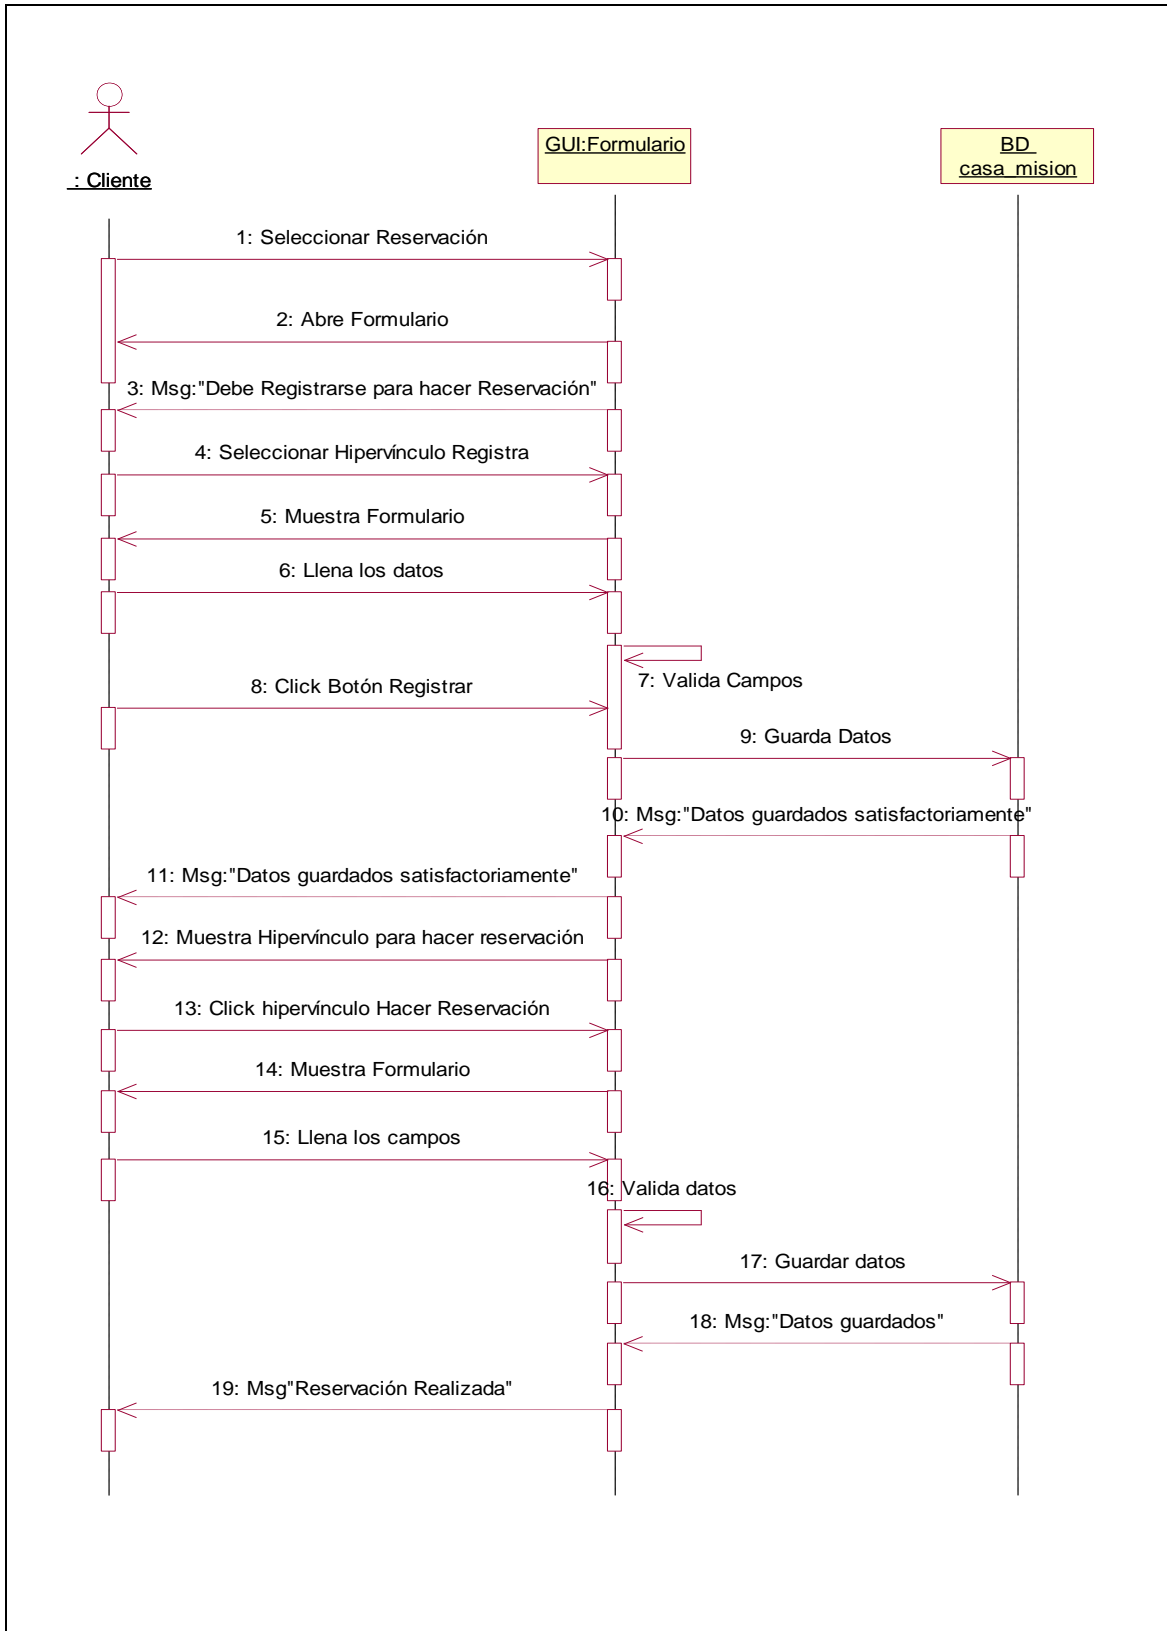 : Cliente
GUI:Formulario
BD
casa_mision
1: Seleccionar Reservación
2: Abre Formulario
3: Msg:"Debe Registrarse para hacer Reservación"
4: Seleccionar Hipervínculo Registra
5: Muestra Formulario
6: Llena los datos
7: Valida Campos
8: Click Botón Registrar
9: Guarda Datos
10: Msg:"Datos guardados satisfactoriamente"
11: Msg:"Datos guardados satisfactoriamente"
12: Muestra Hipervínculo para hacer reservación
13: Click hipervínculo Hacer Reservación
14: Muestra Formulario
15: Llena los campos
16: Valida datos
17: Guardar datos
18: Msg:"Datos guardados"
19: Msg"Reservación Realizada"